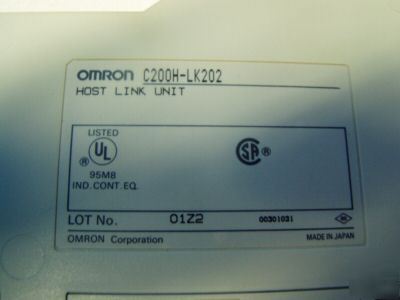 OMRON C200H-LK202
HOST LINK UNIT
LISTED
UL
®
®
95M8
IND.CONT.EQ.
LOT No. 01Z2 00301031
OMRON Corporation MADE IN JAPAN